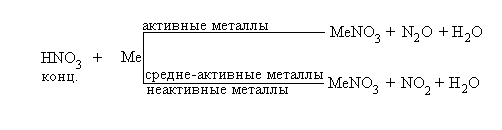 активные металлы
MeNO3 + N2O + H2O
HNO3 + Me
конц.
средне-активные металлы
неактивные металлы
MeNO3 + NO2 + H2O